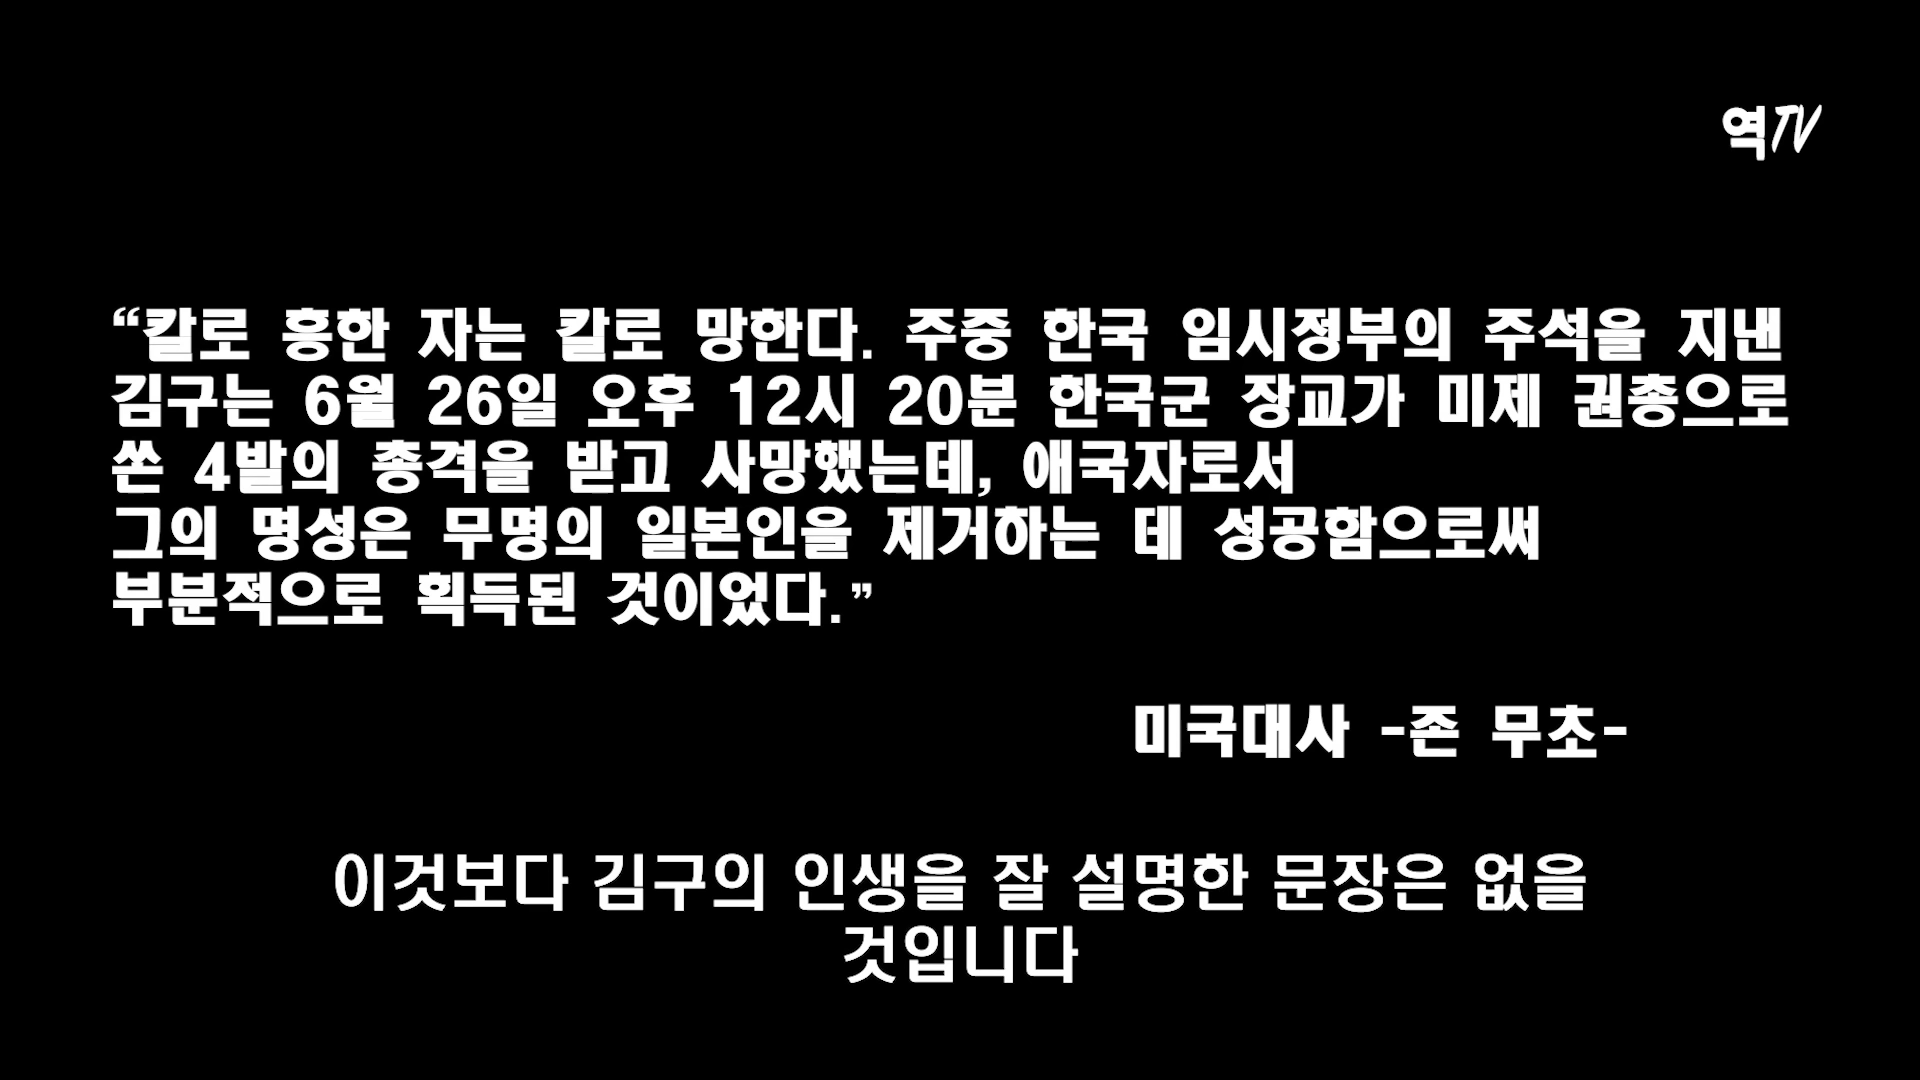 역TV
“칼로 흥한 자는 칼로 망한다. 주중 한국 임시정부의 주석을 지낸
김구는 6월 26일 오후 12시 20분 한국군 장교가 미제 권총으로
쏜 4발의 총격을 받고 사망했는데, 애국자로서
그의 명성은 무명의 일본인을 제거하는 데 성공함으로써
부분적으로 획득된 것이었다.”
미국대사 -존 무초-
이것보다 김구의 인생을 잘 설명한 문장은 없을
것입니다